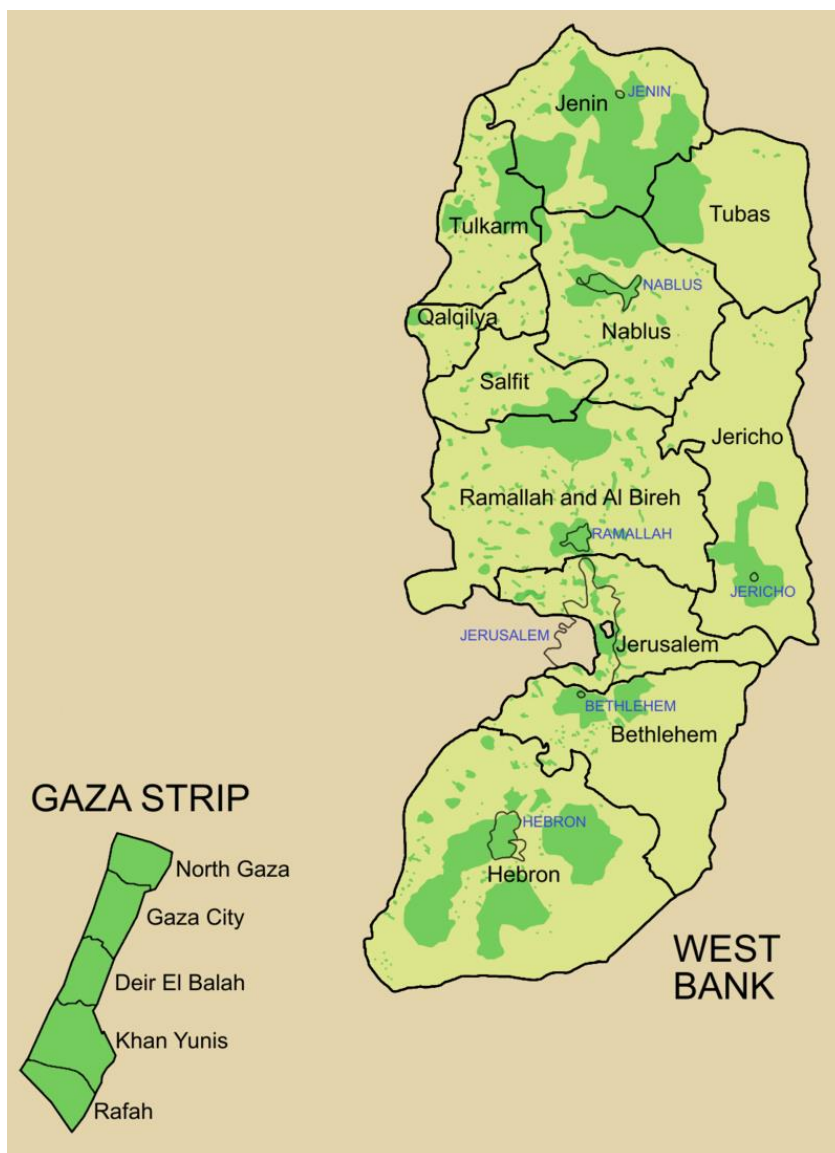 JENIN
Jenin
Tubas
Tulkarm
NABLUS
Qalqilya
Nablus
Salfit
Jericho
Ramallah and Al Bireh
RAMALLAH
JERICHO
JERUSALEM
Jerusalem
BETHLEHEM
Bethlehem
GAZA STRIP
HEBRON
North Gaza
Hebron
Gaza City
WEST
BANK
Deir El Balah
Khan Yunis
Rafah